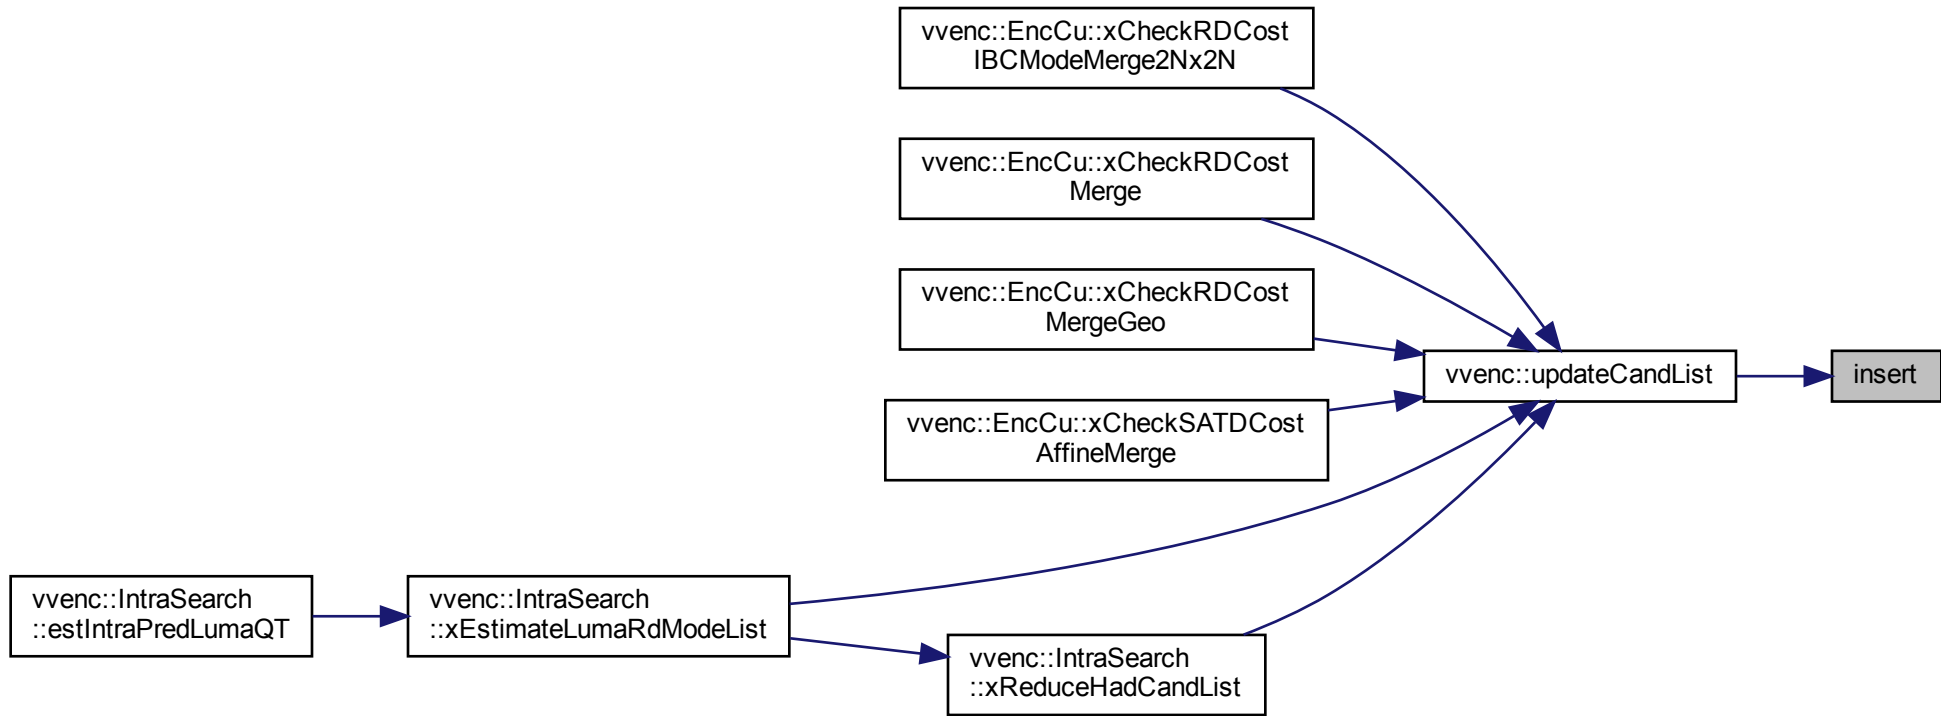 vvenc::EncCu::xCheckRDCost
IBCModeMerge2Nx2N
vvenc::EncCu::xCheckRDCost
Merge
vvenc::EncCu::xCheckRDCost
MergeGeo
vvenc::updateCandList
insert
vvenc::EncCu::xCheckSATDCost
AffineMerge
vvenc::IntraSearch
::estIntraPredLumaQT
vvenc::IntraSearch
::xEstimateLumaRdModeList
vvenc::IntraSearch
::xReduceHadCandList